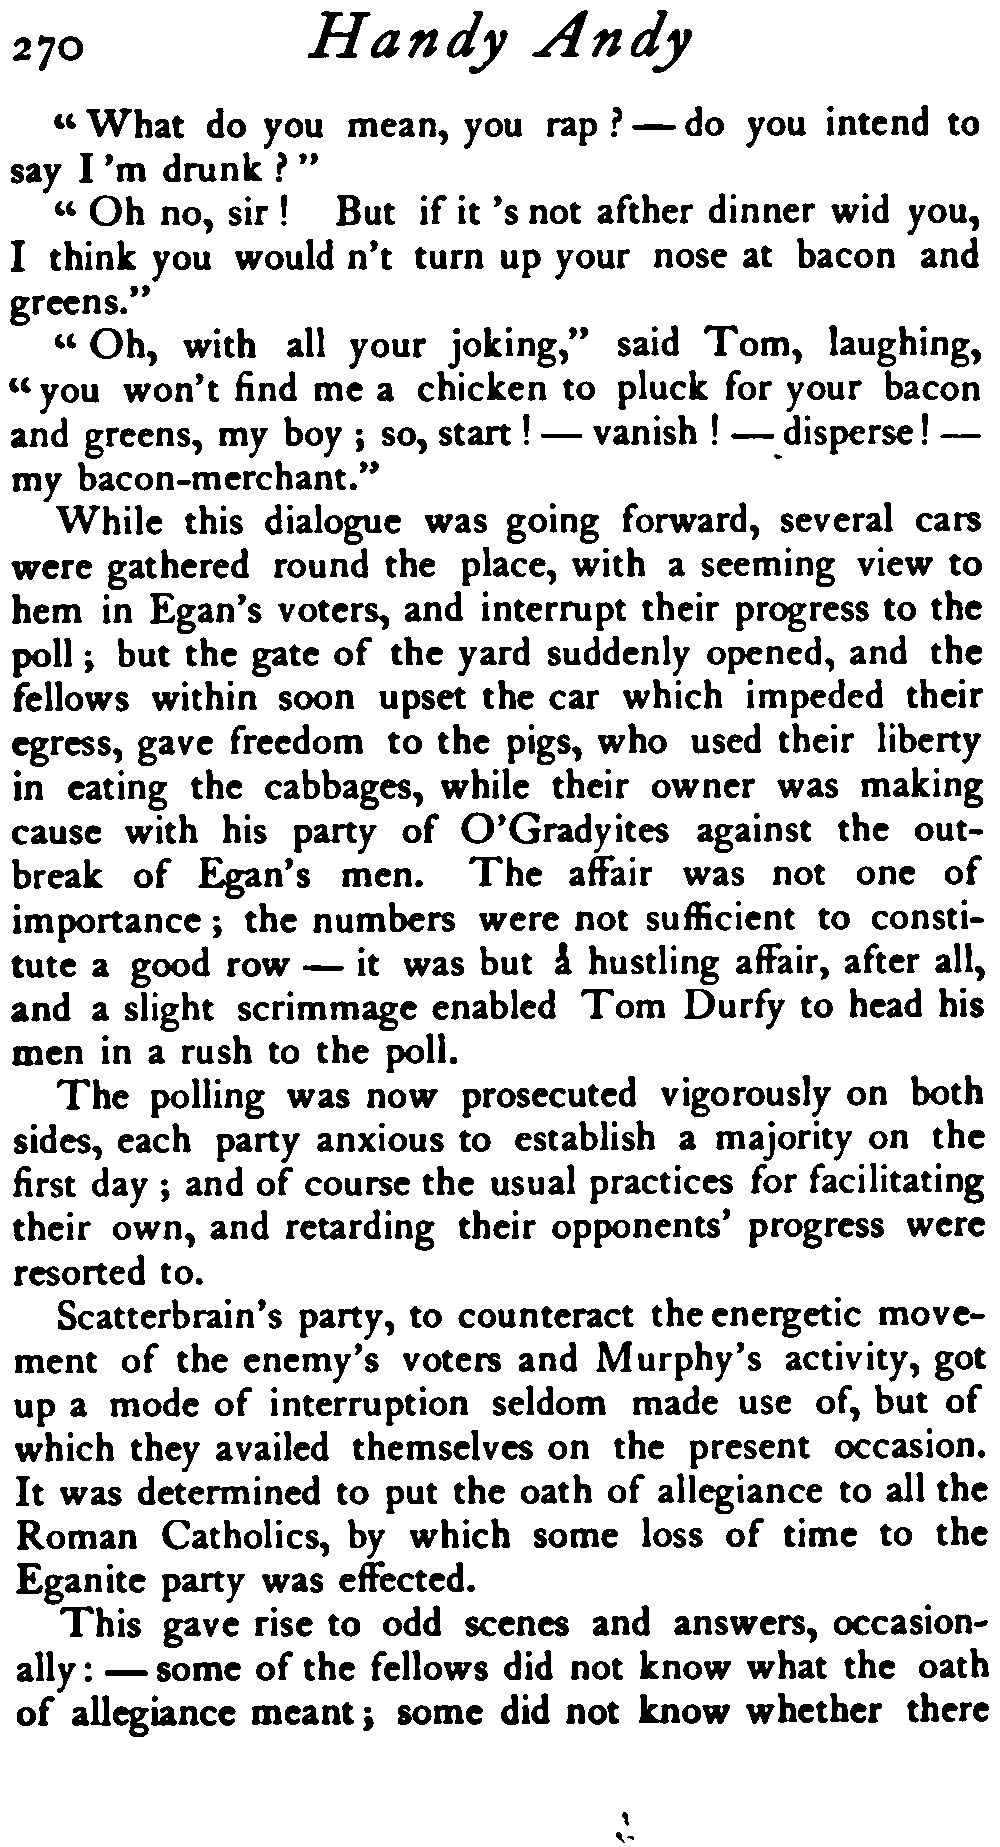 270 Handy Andy
“ What do you mean, you rap ? — do you intend to
say I 'm drunk ? ”
“ Oh no, sir ! But if it 's not afther dinner wid you,
I think you would n't turn up your nose at bacon and
greens.”
“ Oh, with all your joking,” said Tom, laughing,
“ you won't find me a chicken to pluck for your bacon
and greens, my boy ; so, start ! — vanish ! — disperse ! —
my bacon-merchant.”
While this dialogue was going forward, several cars
were gathered round the place, with a seeming view to
hem in Egan's voters, and interrupt their progress to the
poll ; but the gate of the yard suddenly opened, and the
fellows within soon upset the car which impeded their
egress, gave freedom to the pigs, who used their liberty
in eating the cabbages, while their owner was making
cause with his party of O'Gradyites against the out-
break of Egan's men. The affair was not one of
importance ; the numbers were not sufficient to consti-
tute a good row — it was but a hustling affair, after all,
and a slight scrimmage enabled Tom Durfy to head his
men in a rush to the poll.
The polling was now prosecuted vigorously on both
sides, each party anxious to establish a majority on the
first day ; and of course the usual practices for facilitating
their own, and retarding their opponents' progress were
resorted to.
Scatterbrain's party, to counteract the energetic move-
ment of the enemy's voters and Murphy's activity, got
up a mode of interruption seldom made use of, but of
which they availed themselves on the present occasion.
It was determined to put the oath of allegiance to all the
Roman Catholics, by which some loss of time to the
Eganite party was effected.
This gave rise to odd scenes and answers, occasion-
ally : — some of the fellows did not know what the oath
of allegiance meant ; some did not know whether there